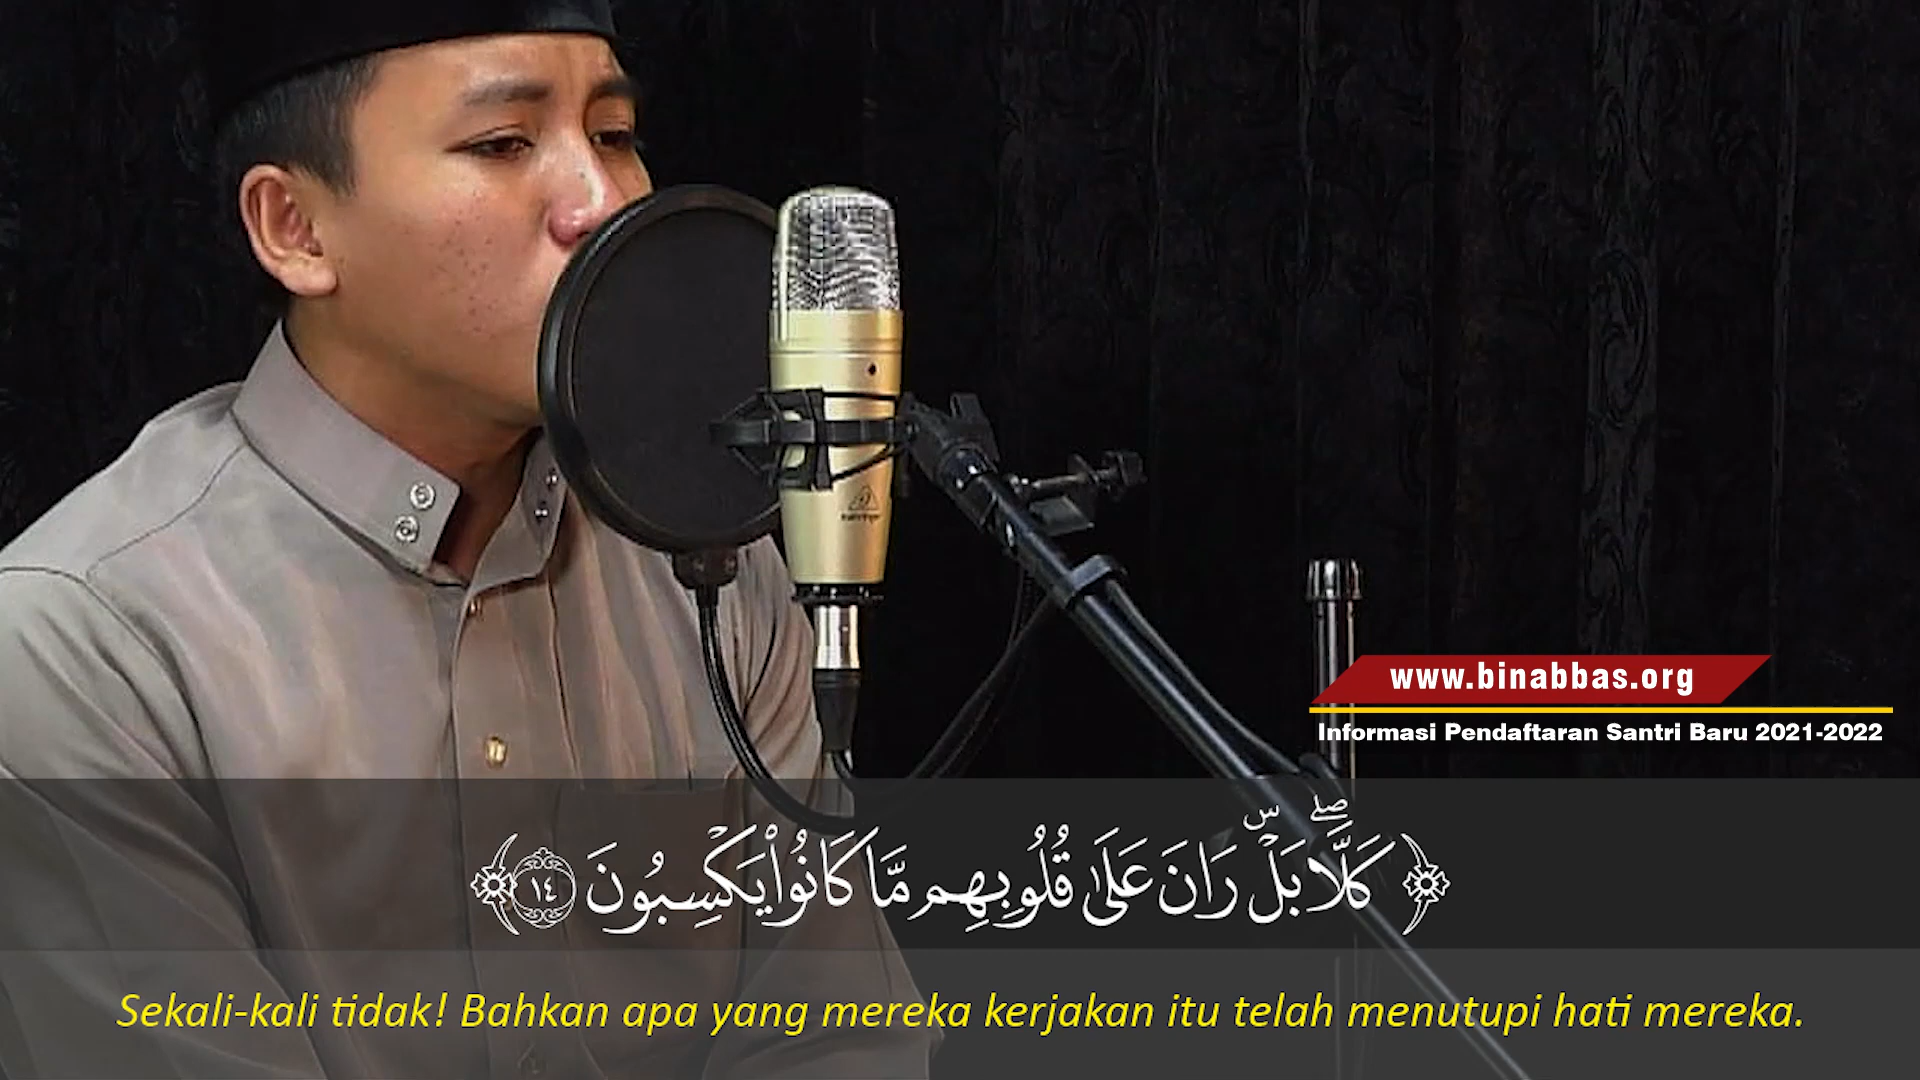 www.binabbas.org
Informasi Pendaftaran Santri Baru 2021-2022
﴿ كَلَّاۖ بَلْۜ رَانَ عَلَىٰ قُلُوبِهِم مَّا كَانُوا۟ يَكْسِبُونَ ١٤ ﴾
Sekali-kali tidak! Bahkan apa yang mereka kerjakan itu telah menutupi hati mereka.